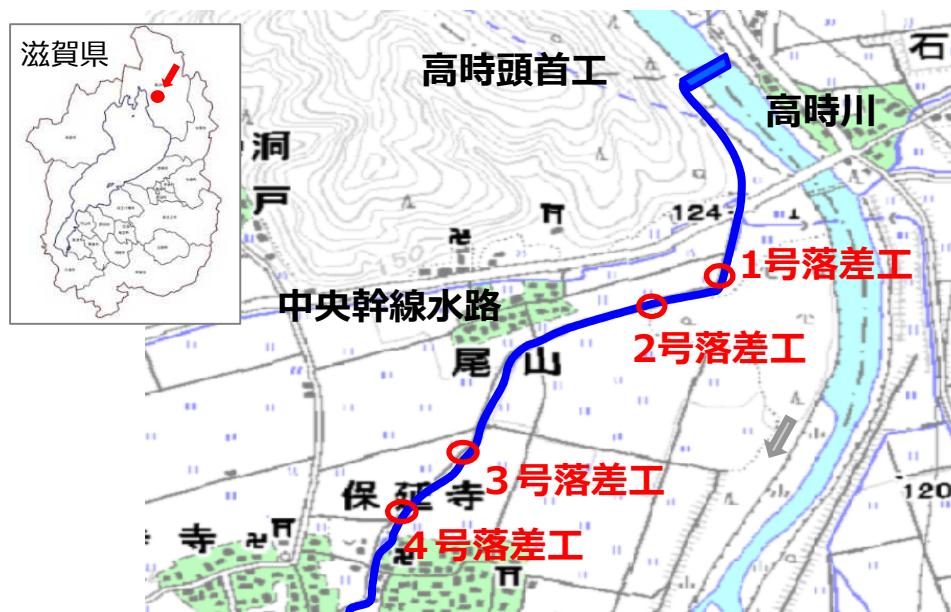 滋賀県
高時頭首工
石
高時川
洞
戸
124
1号落差工
中央幹線水路
2号落差工
尾山
3号落差工
保延寺
120
寺
4号落差工